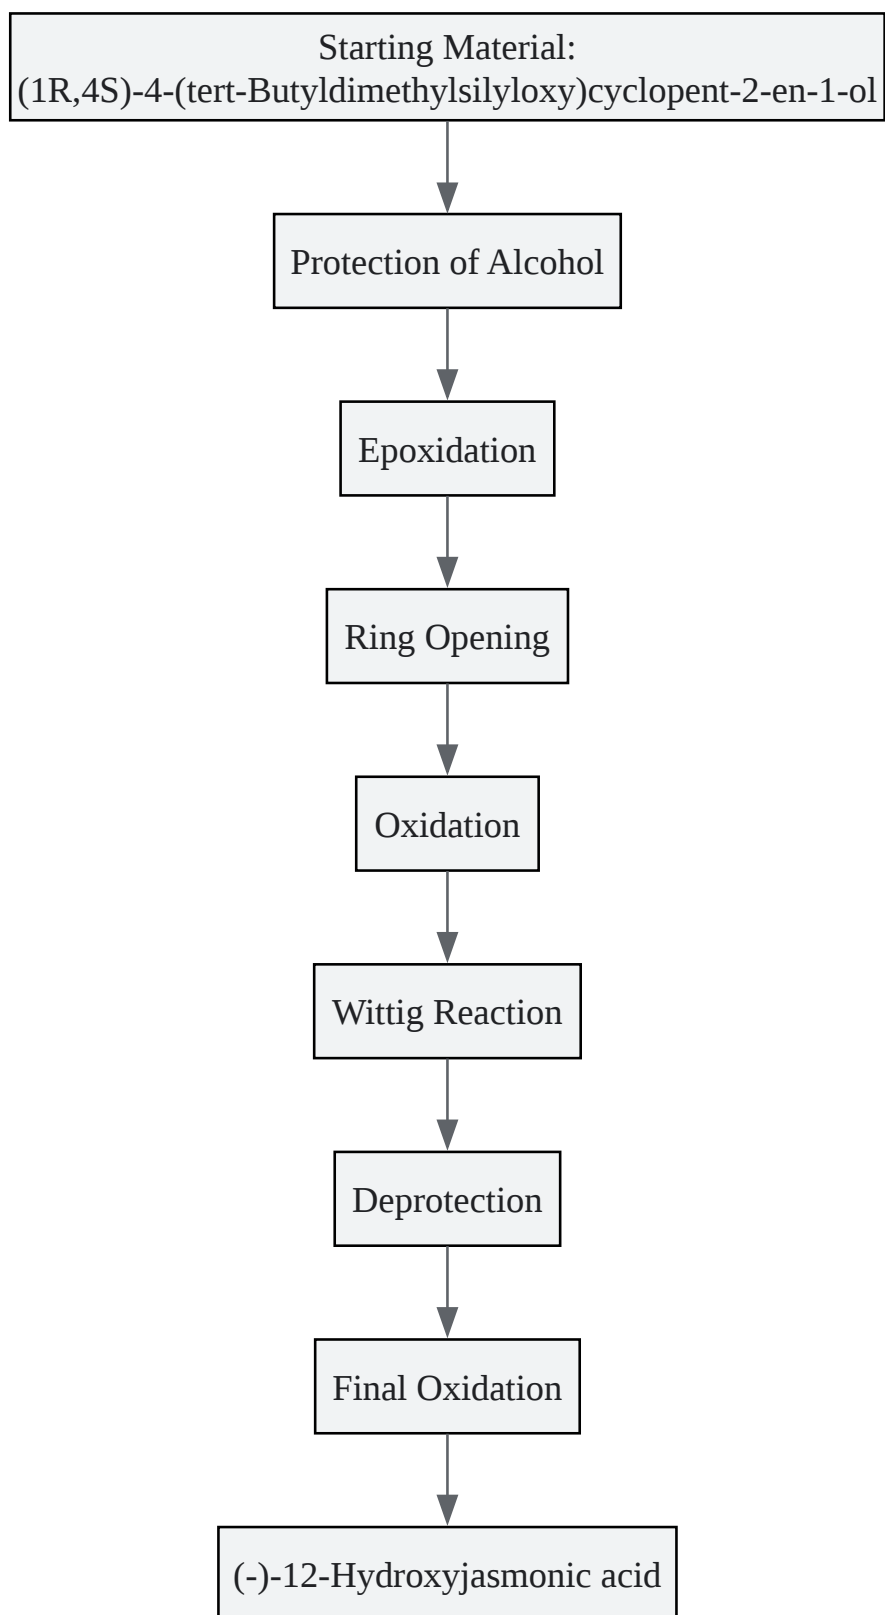 Starting Material:
(1R,4S)-4-(tert-Butyldimethylsilyloxy)cyclopent-2-en-1-ol
Protection of Alcohol
Epoxidation
Ring Opening
Oxidation
Wittig Reaction
Deprotection
Final Oxidation
(-)-12-Hydroxyjasmonic acid